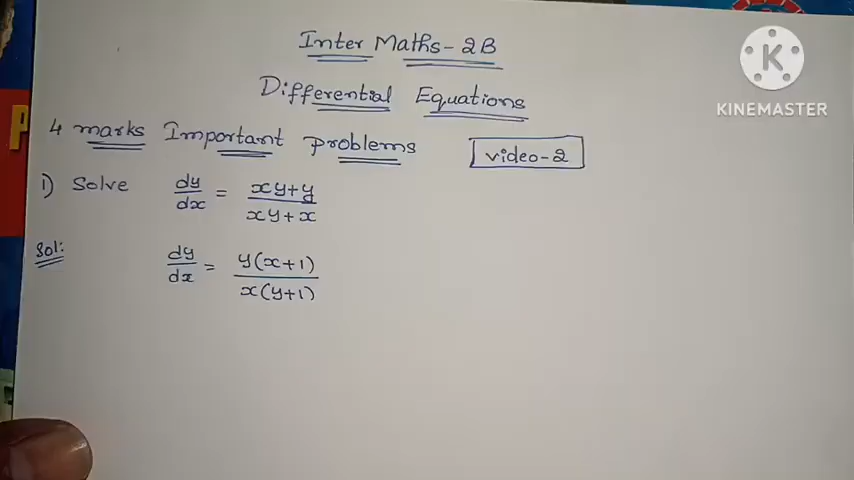 Inter Maths-2B
KINEMASTER
Differential Equations
4 marks Important problems
video-2
1) Solve dy/dx = xy+y/xy+x
Sol: dy/dx = y(x+1)/x(y+1)